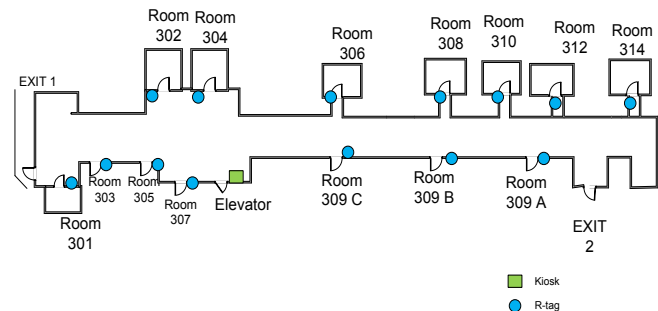 Room
302
Room
304
Room
306
Room
308
Room
310
Room
312
Room
314
EXIT 1
Room
301
Room
303
Room
305
Room
307
Elevator
Room
309 C
Room
309 B
Room
309 A
EXIT
2
Kiosk
R-tag